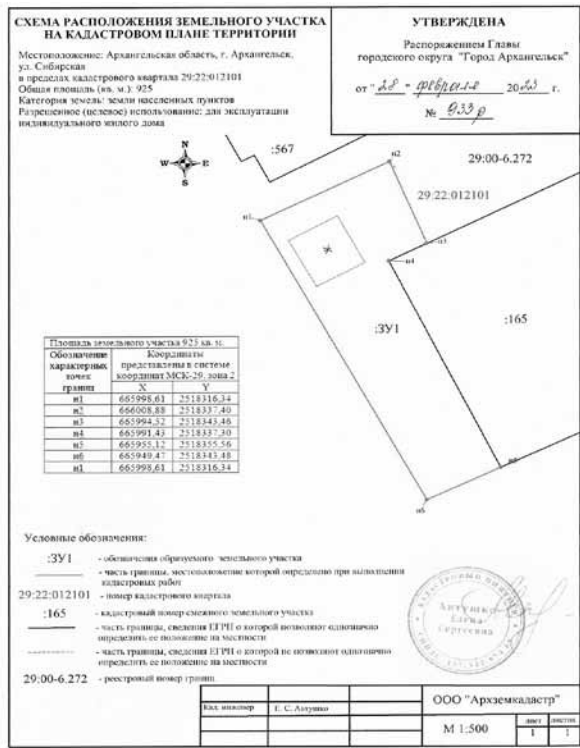 СХЕМА РАСПОЛОЖЕНИЯ ЗЕМЕЛЬНОГО УЧАСТКА
НА КАДАСТРОВОМ ПЛАНЕ ТЕРРИТОРИИ
Местоположение: Архангельская область, г. Архангельск,
ул. Сибирская
в пределах кадастрового квартала 29:22:012101
Общая площадь (кв. м.): 925
Категория земель: земли населенных пунктов
Разрешенное (целевое) использование: для эксплуатации
индивидуального жилого дома
УТВЕРЖДЕНА
Распоряжением Главы
городского округа "Город Архангельск"
от "28" февраля 2023 г.
№ 933р
N
W E
S
:567
н2
29:00-6.272
29:22:012101
н1
н3
н4
:ЗУ1
:165
н5
н6
Площадь земельного участка 925 кв. м.
Обозначение характерных точек границ
Координаты представлены в системе координат МСК-29, зона 2
X Y
н1 665998,61 2518316,34
н2 666008,88 2518337,40
н3 665994,52 2518343,46
н4 665991,43 2518337,30
н5 665955,12 2518355,56
н6 665949,47 2518343,48
н1 665998,61 2518316,34
Условные обозначения:
:ЗУ1 - обозначения образуемого земельного участка
- часть границы, местоположение которой определено при выполнении
кадастровых работ
29:22:012101 - номер кадастрового квартала
:165 - кадастровый номер смежного земельного участка
- часть границы, сведения ЕГРН о которой позволяют однозначно
определить ее положение на местности
- часть границы, сведения ЕГРН о которой не позволяют однозначно
определить ее положение на местности
29:00-6.272 - реестровый номер границ
Антушко
Елена
Сергеевна
Кад. инженер Е. С. Антушко
ООО "Архземкадастр"
М 1:500
лист листов
1 1